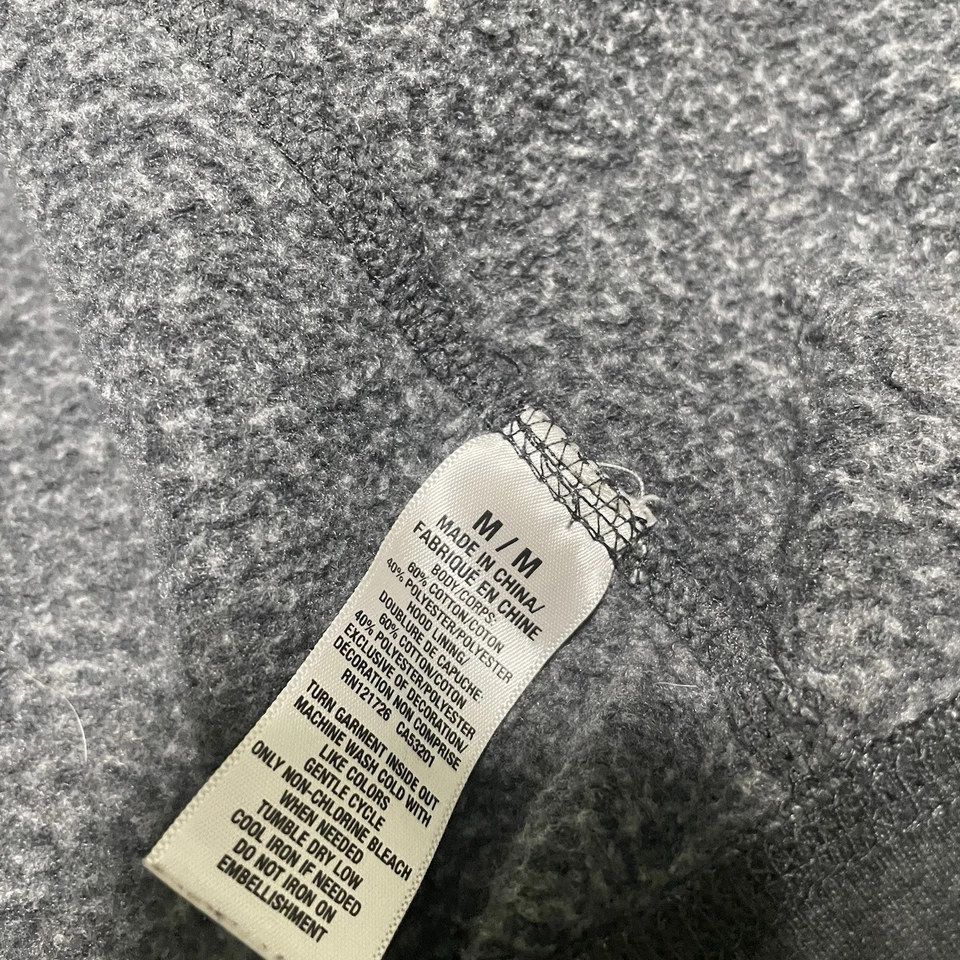 M / M
MADE IN CHINA/
FABRIQUÉ EN CHINE
BODY/CORPS:
60% COTTON/COTON
40% POLYESTER/POLYESTER
HOOD LINING/
DOUBLURE DE CAPUCHE:
60% COTTON/COTON
40% POLYESTER/POLYESTER
EXCLUSIVE OF DECORATION/
DÉCORATION NON COMPRISE
RN121726 CA53201
TURN GARMENT INSIDE OUT
MACHINE WASH COLD WITH
LIKE COLORS
GENTLE CYCLE
ONLY NON-CHLORINE BLEACH
WHEN NEEDED
TUMBLE DRY LOW
COOL IRON IF NEEDED
DO NOT IRON ON
EMBELLISHMENT